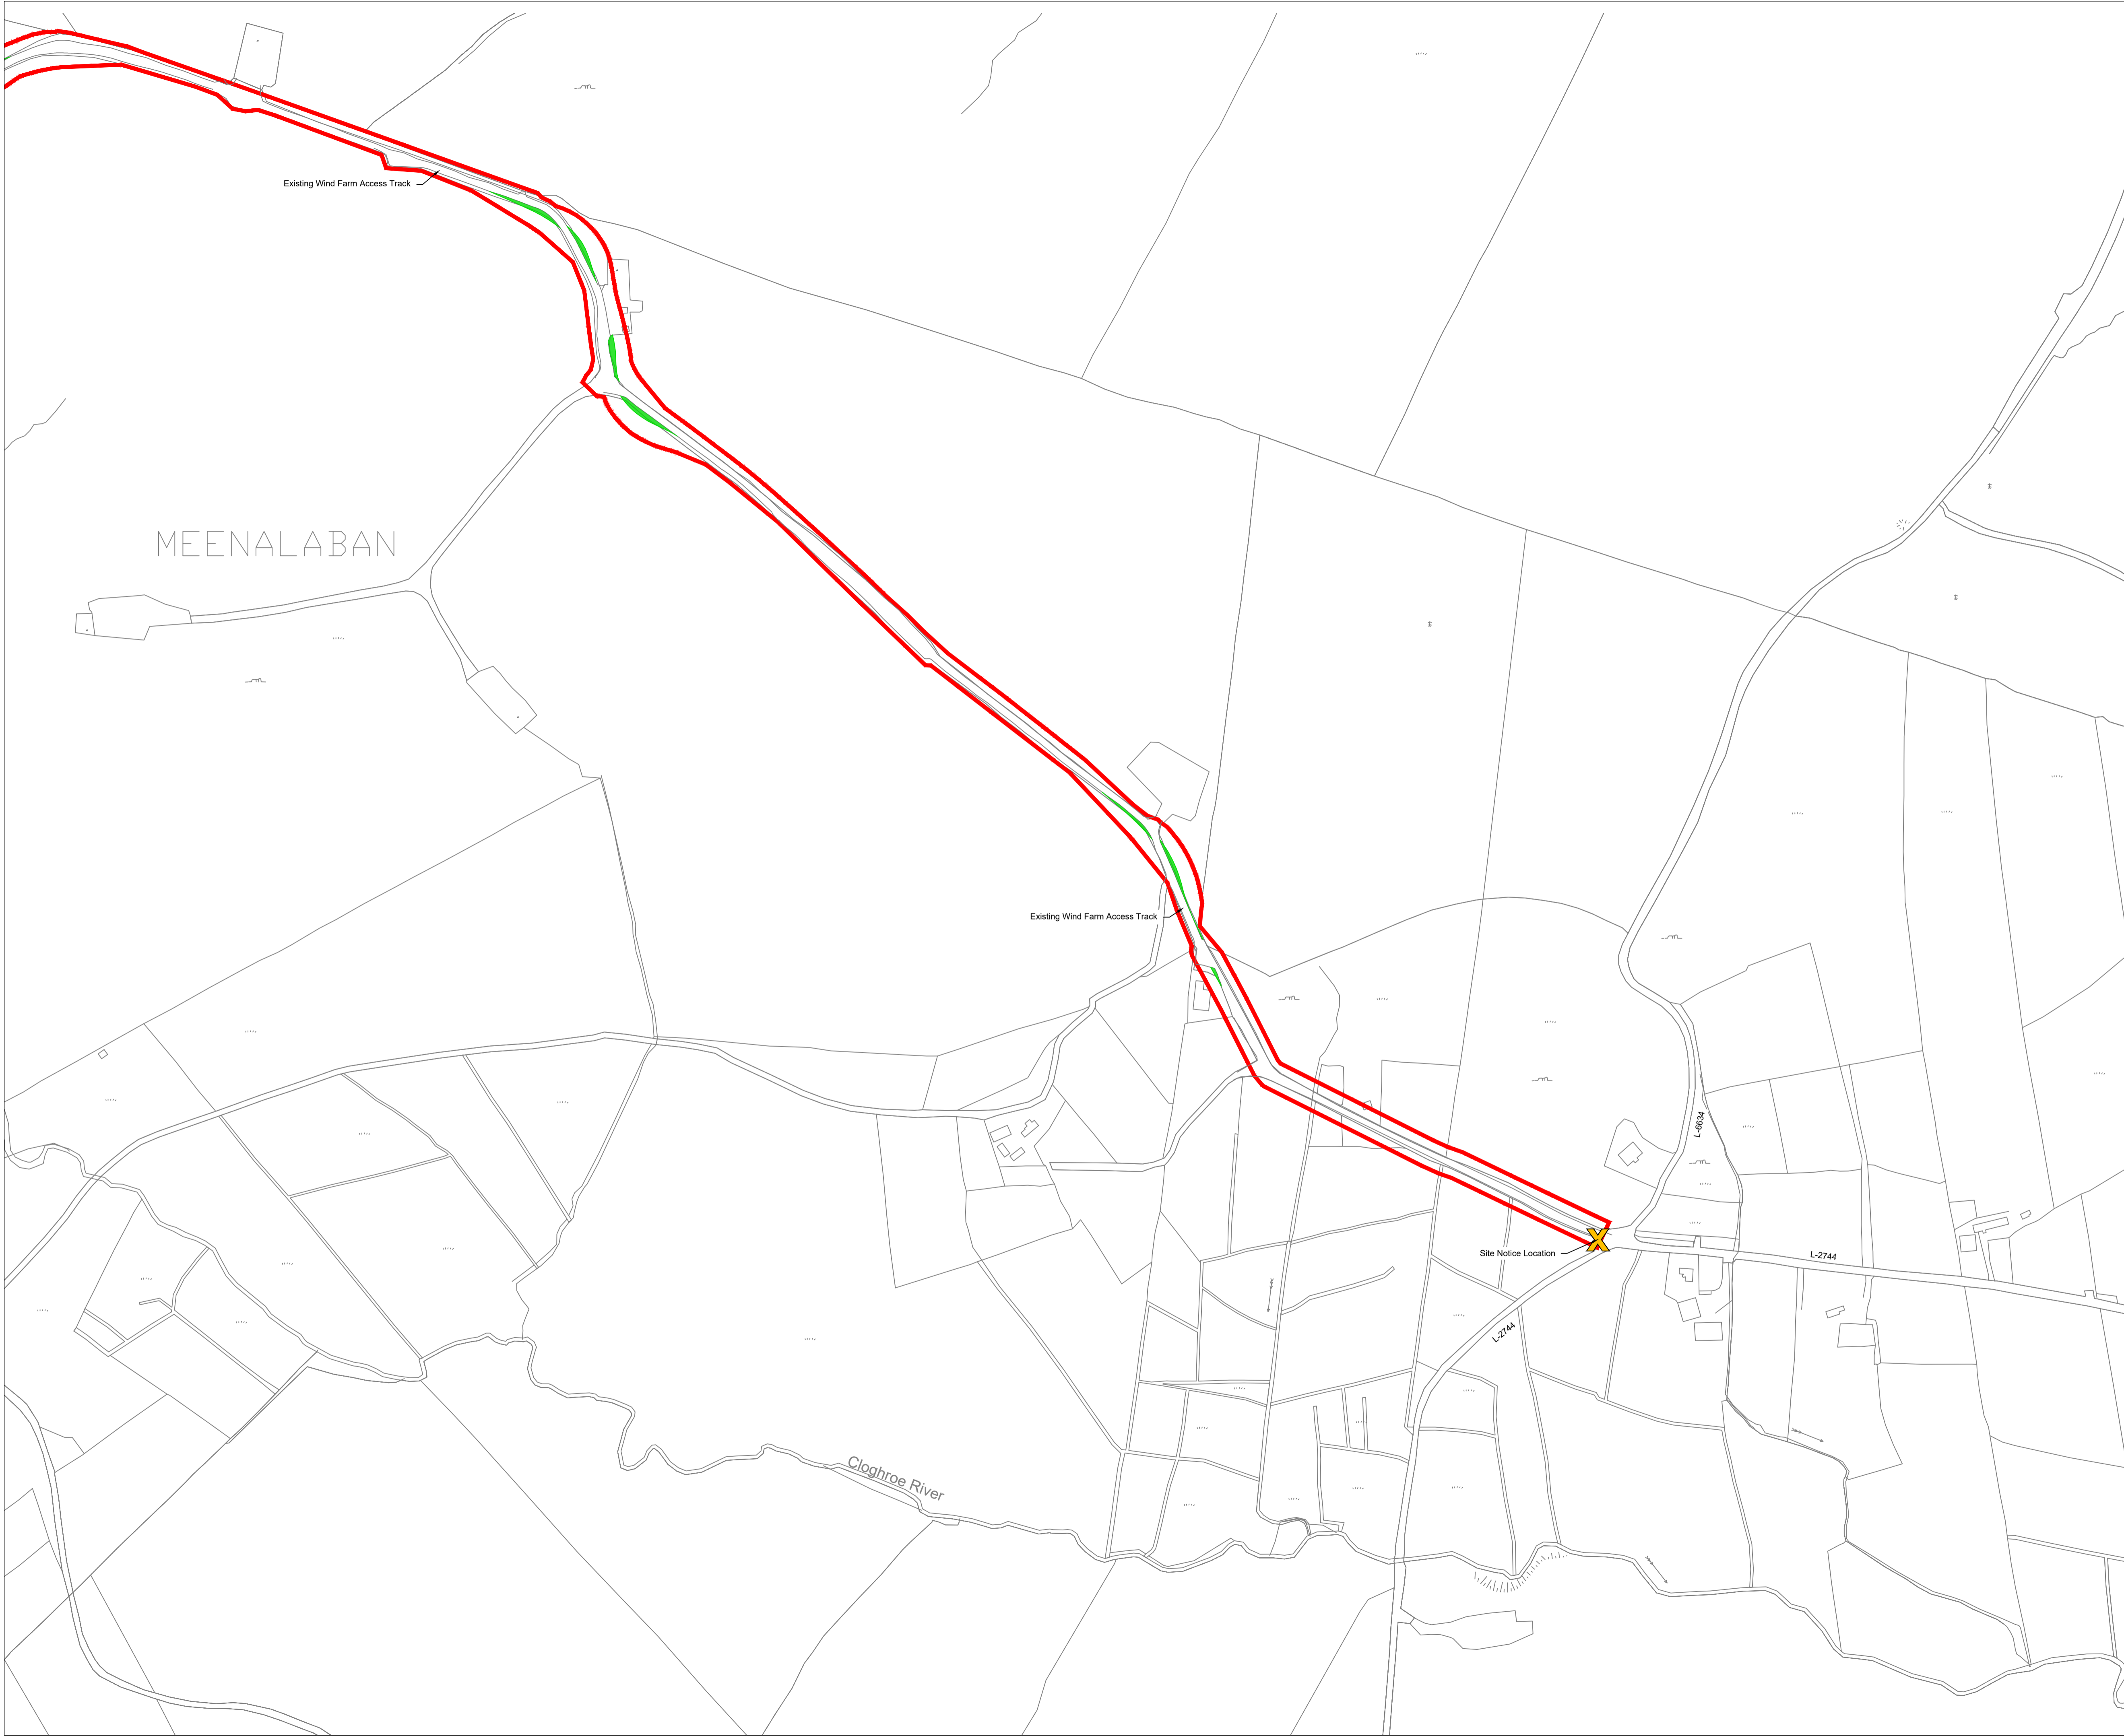 Existing Wind Farm Access Track
MEENALABAN
Existing Wind Farm Access Track
L-6634
Site Notice Location
L-2744
L-2744
Cloghroe River